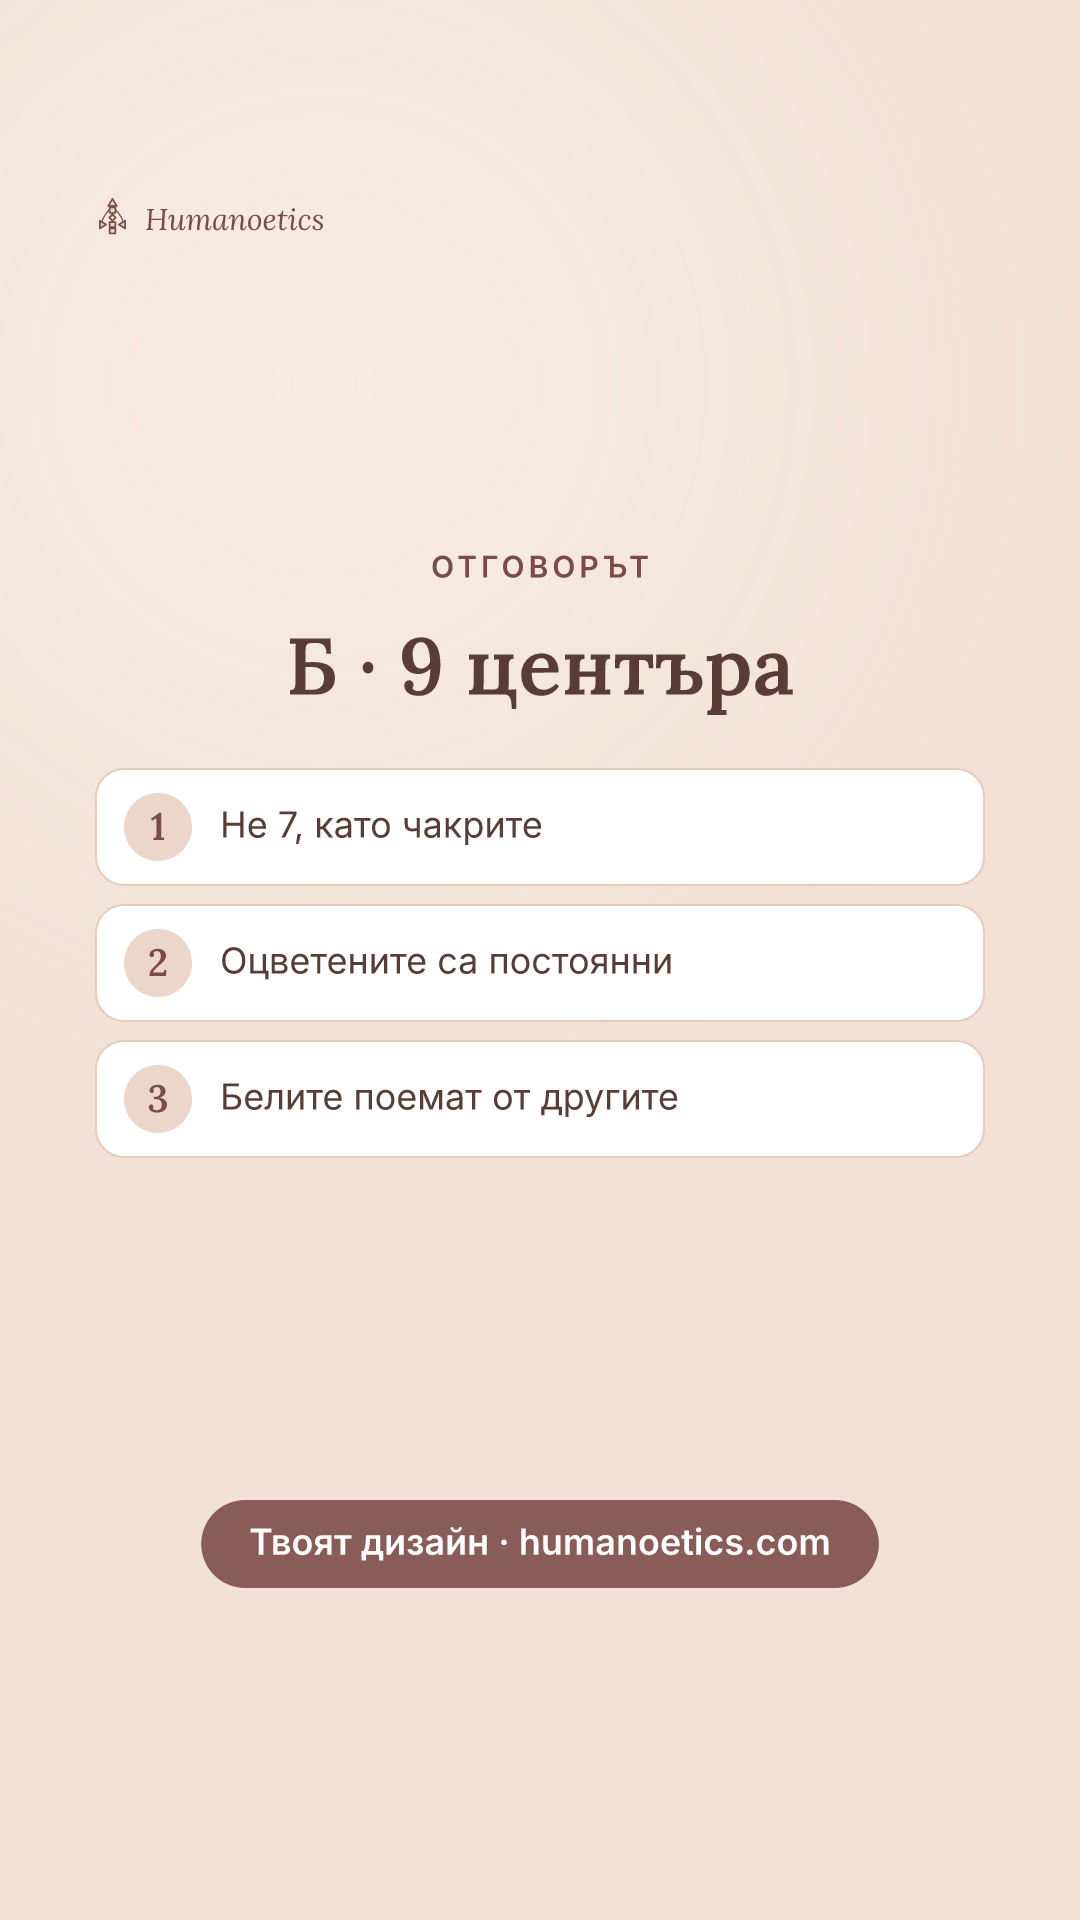 Humanoetics
ОТГОВОРЪТ
Б · 9 центъра
1 Не 7, като чакрите
2 Оцветените са постоянни
3 Белите поемат от другите
Твоят дизайн · humanoetics.com